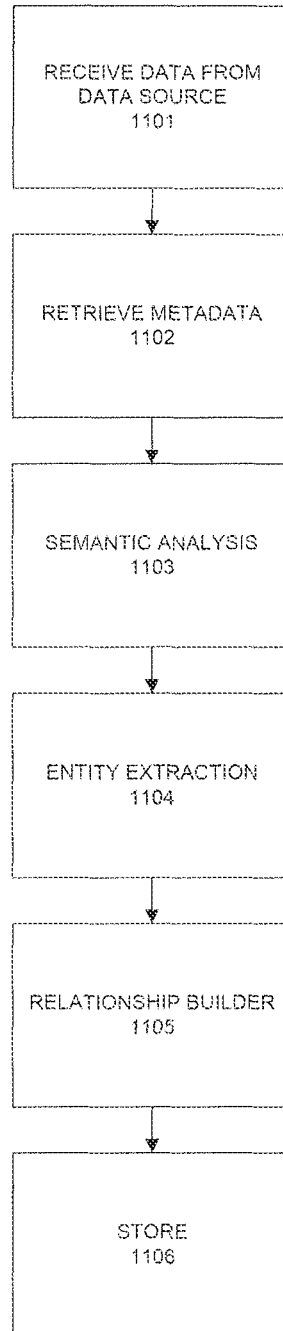 RECEIVE DATA FROM
DATA SOURCE
1101
RETRIEVE METADATA
1102
SEMANTIC ANALYSIS
1103
ENTITY EXTRACTION
1104
RELATIONSHIP BUILDER
1105
STORE
1106